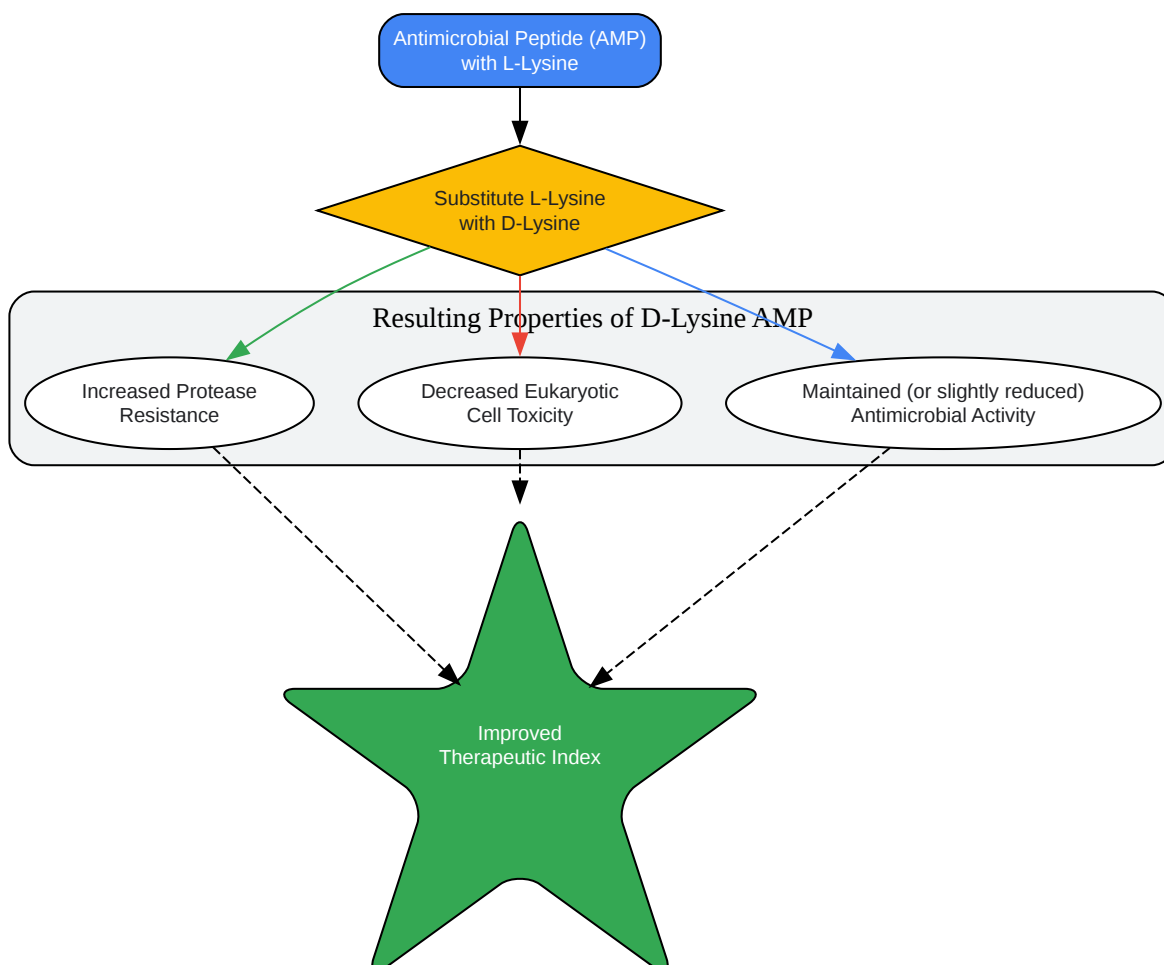 Antimicrobial Peptide (AMP)
with L-Lysine
Substitute L-Lysine
with D-Lysine
Resulting Properties of D-Lysine AMP
Increased Protease
Resistance
Decreased Eukaryotic
Cell Toxicity
Maintained (or slightly reduced)
Antimicrobial Activity
Improved
Therapeutic Index